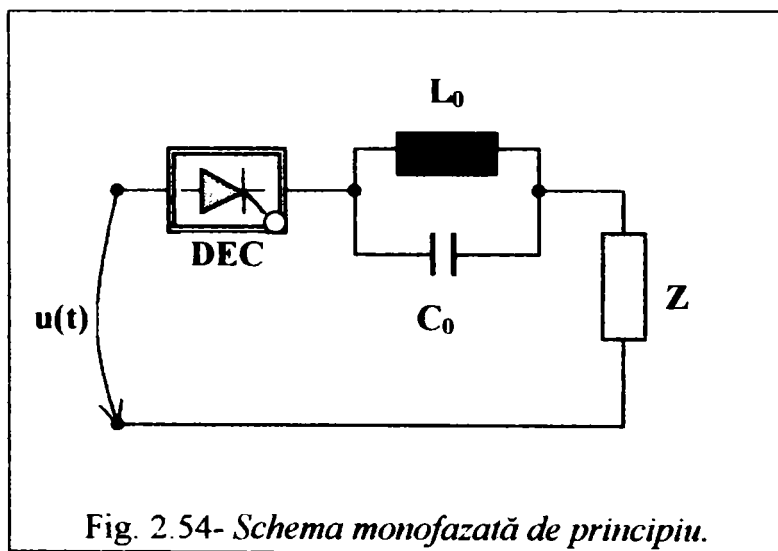 L₀
DEC
C₀
Z
u(t)
Fig. 2.54- Schema monofazată de principiu.